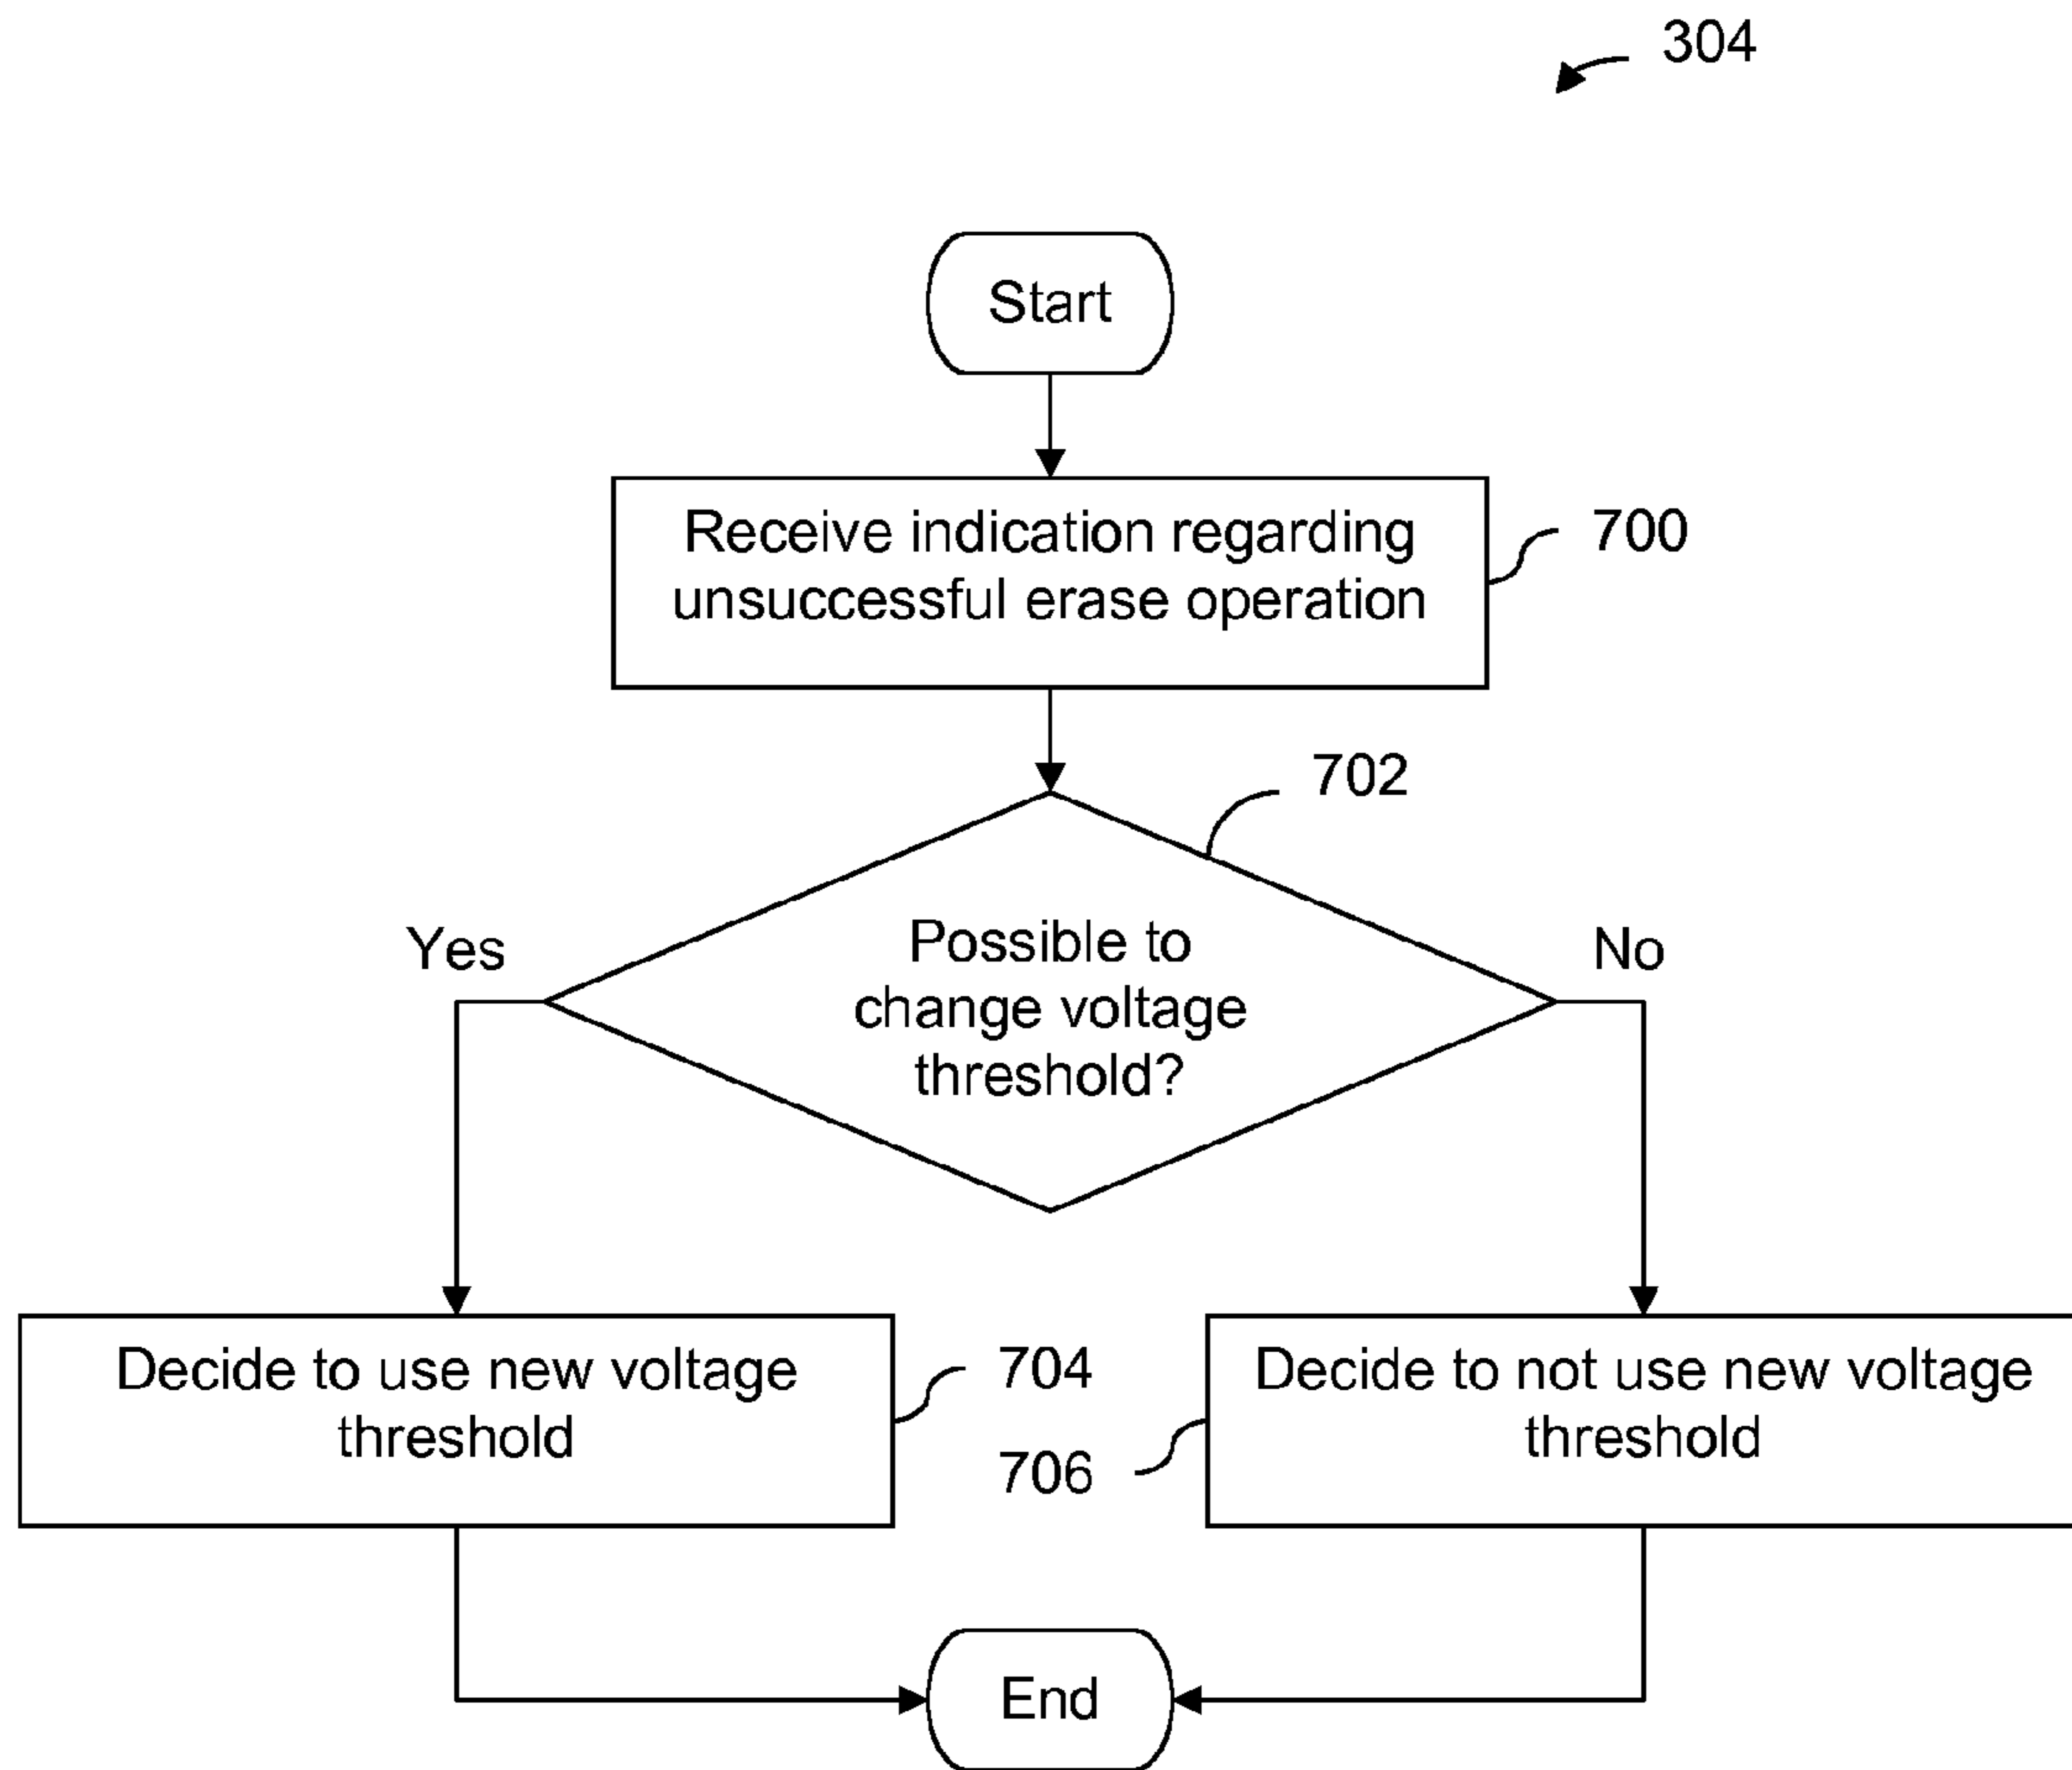 304
Start
Receive indication regarding
unsuccessful erase operation
700
702
Yes
Possible to
change voltage
threshold?
No
Decide to use new voltage
threshold
704
706
Decide to not use new voltage
threshold
End